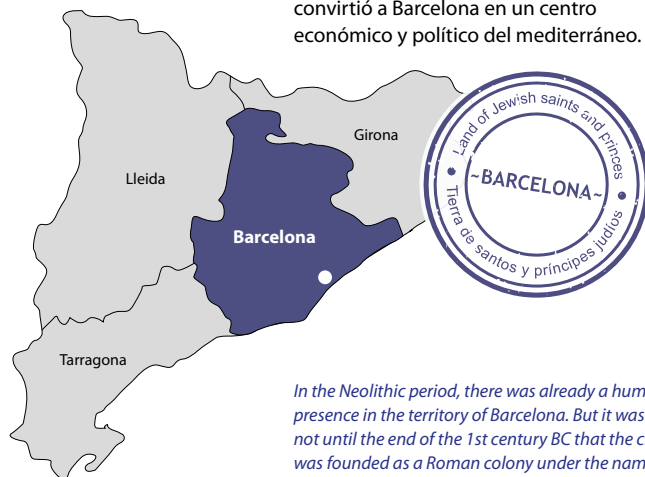 convirtió a Barcelona en un centro
económico y político del mediterráneo.
Land of Jewish saints and princes
~BARCELONA~
Tierra de santos y príncipes judíos
Girona
Lleida
Barcelona
Tarragona
In the Neolithic period, there was already a
presence in the territory of Barcelona. But it was
not until the end of the 1st century BC that the
was founded as a Roman colony under the